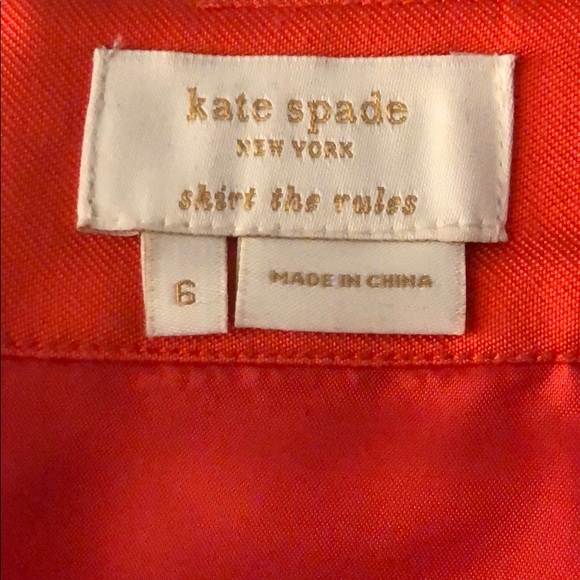 kate spade
NEW YORK
skirt the rules
6
MADE IN CHINA